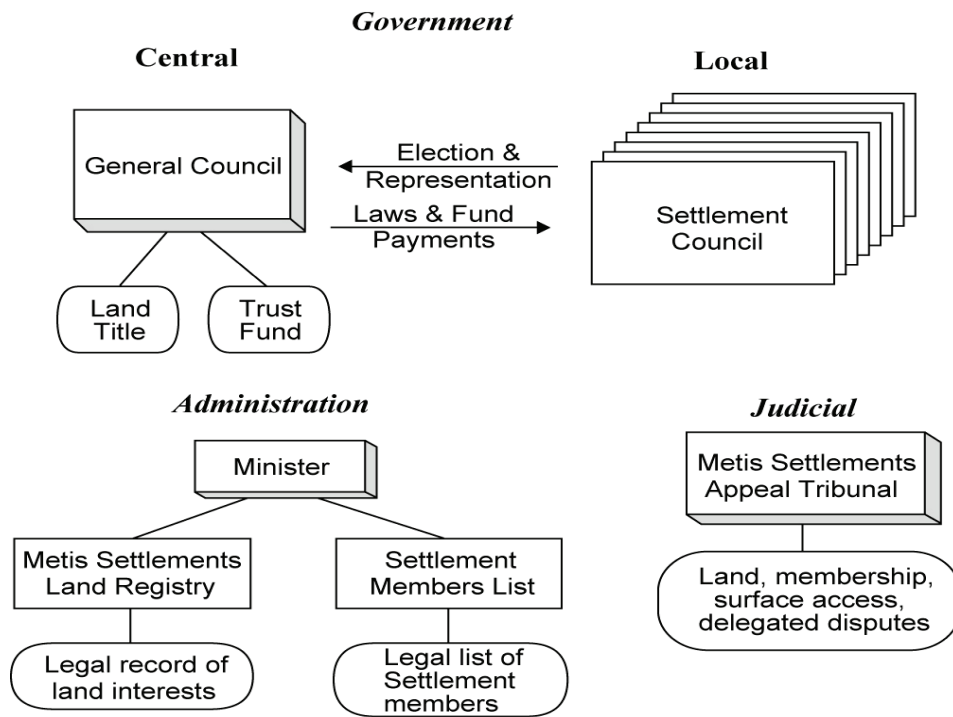 Government
Central
Local
General Council
Election &
Representation
Laws & Fund
Payments
Settlement
Council
Land
Title
Trust
Fund
Administration
Judicial
Minister
Metis Settlements
Appeal Tribunal
Metis Settlements
Land Registry
Settlement
Members List
Land, membership,
surface access,
delegated disputes
Legal record of
land interests
Legal list of
Settlement
members